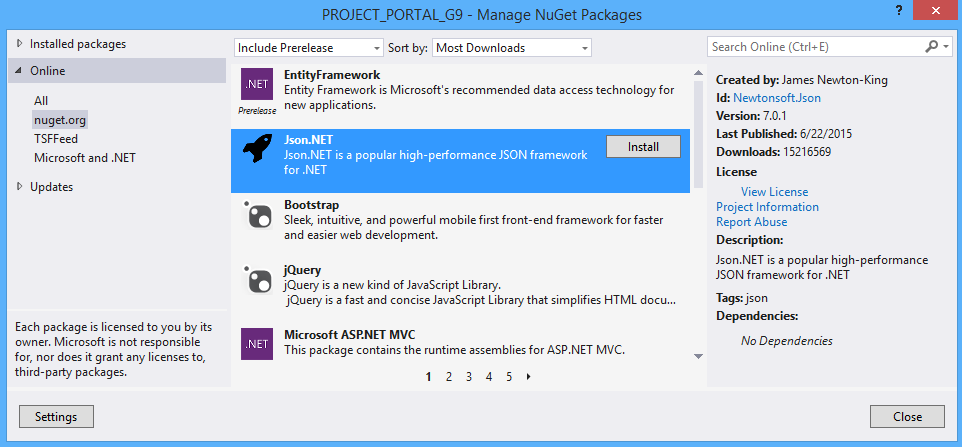 PROJECT_PORTAL_G9 - Manage NuGet Packages
?
Installed packages
Online
All
nuget.org
TSFFeed
Microsoft and .NET
Updates
Each package is licensed to you by its
owner. Microsoft is not responsible
for, nor does it grant any licenses to,
third-party packages.
Settings
Include Prerelease
Sort by:
Most Downloads
.NET
Prerelease
EntityFramework
Entity Framework is Microsoft's recommended data access technology for
new applications.
Json.NET
Json.NET is a popular high-performance JSON framework
for .NET
Install
Bootstrap
Sleek, intuitive, and powerful mobile first front-end framework for faster
and easier web development.
jQuery
jQuery is a new kind of JavaScript Library.
jQuery is a fast and concise JavaScript Library that simplifies HTML docu...
.NET
Microsoft ASP.NET MVC
This package contains the runtime assemblies for ASP.NET MVC.
1 2 3 4 5
Search Online (Ctrl+E)
Created by: James Newton-King
Id: Newtonsoft.Json
Version: 7.0.1
Last Published: 6/22/2015
Downloads: 15216569
License
View License
Project Information
Report Abuse
Description:
Json.NET is a popular high-performance
JSON framework for .NET
Tags: json
Dependencies:
No Dependencies
Close